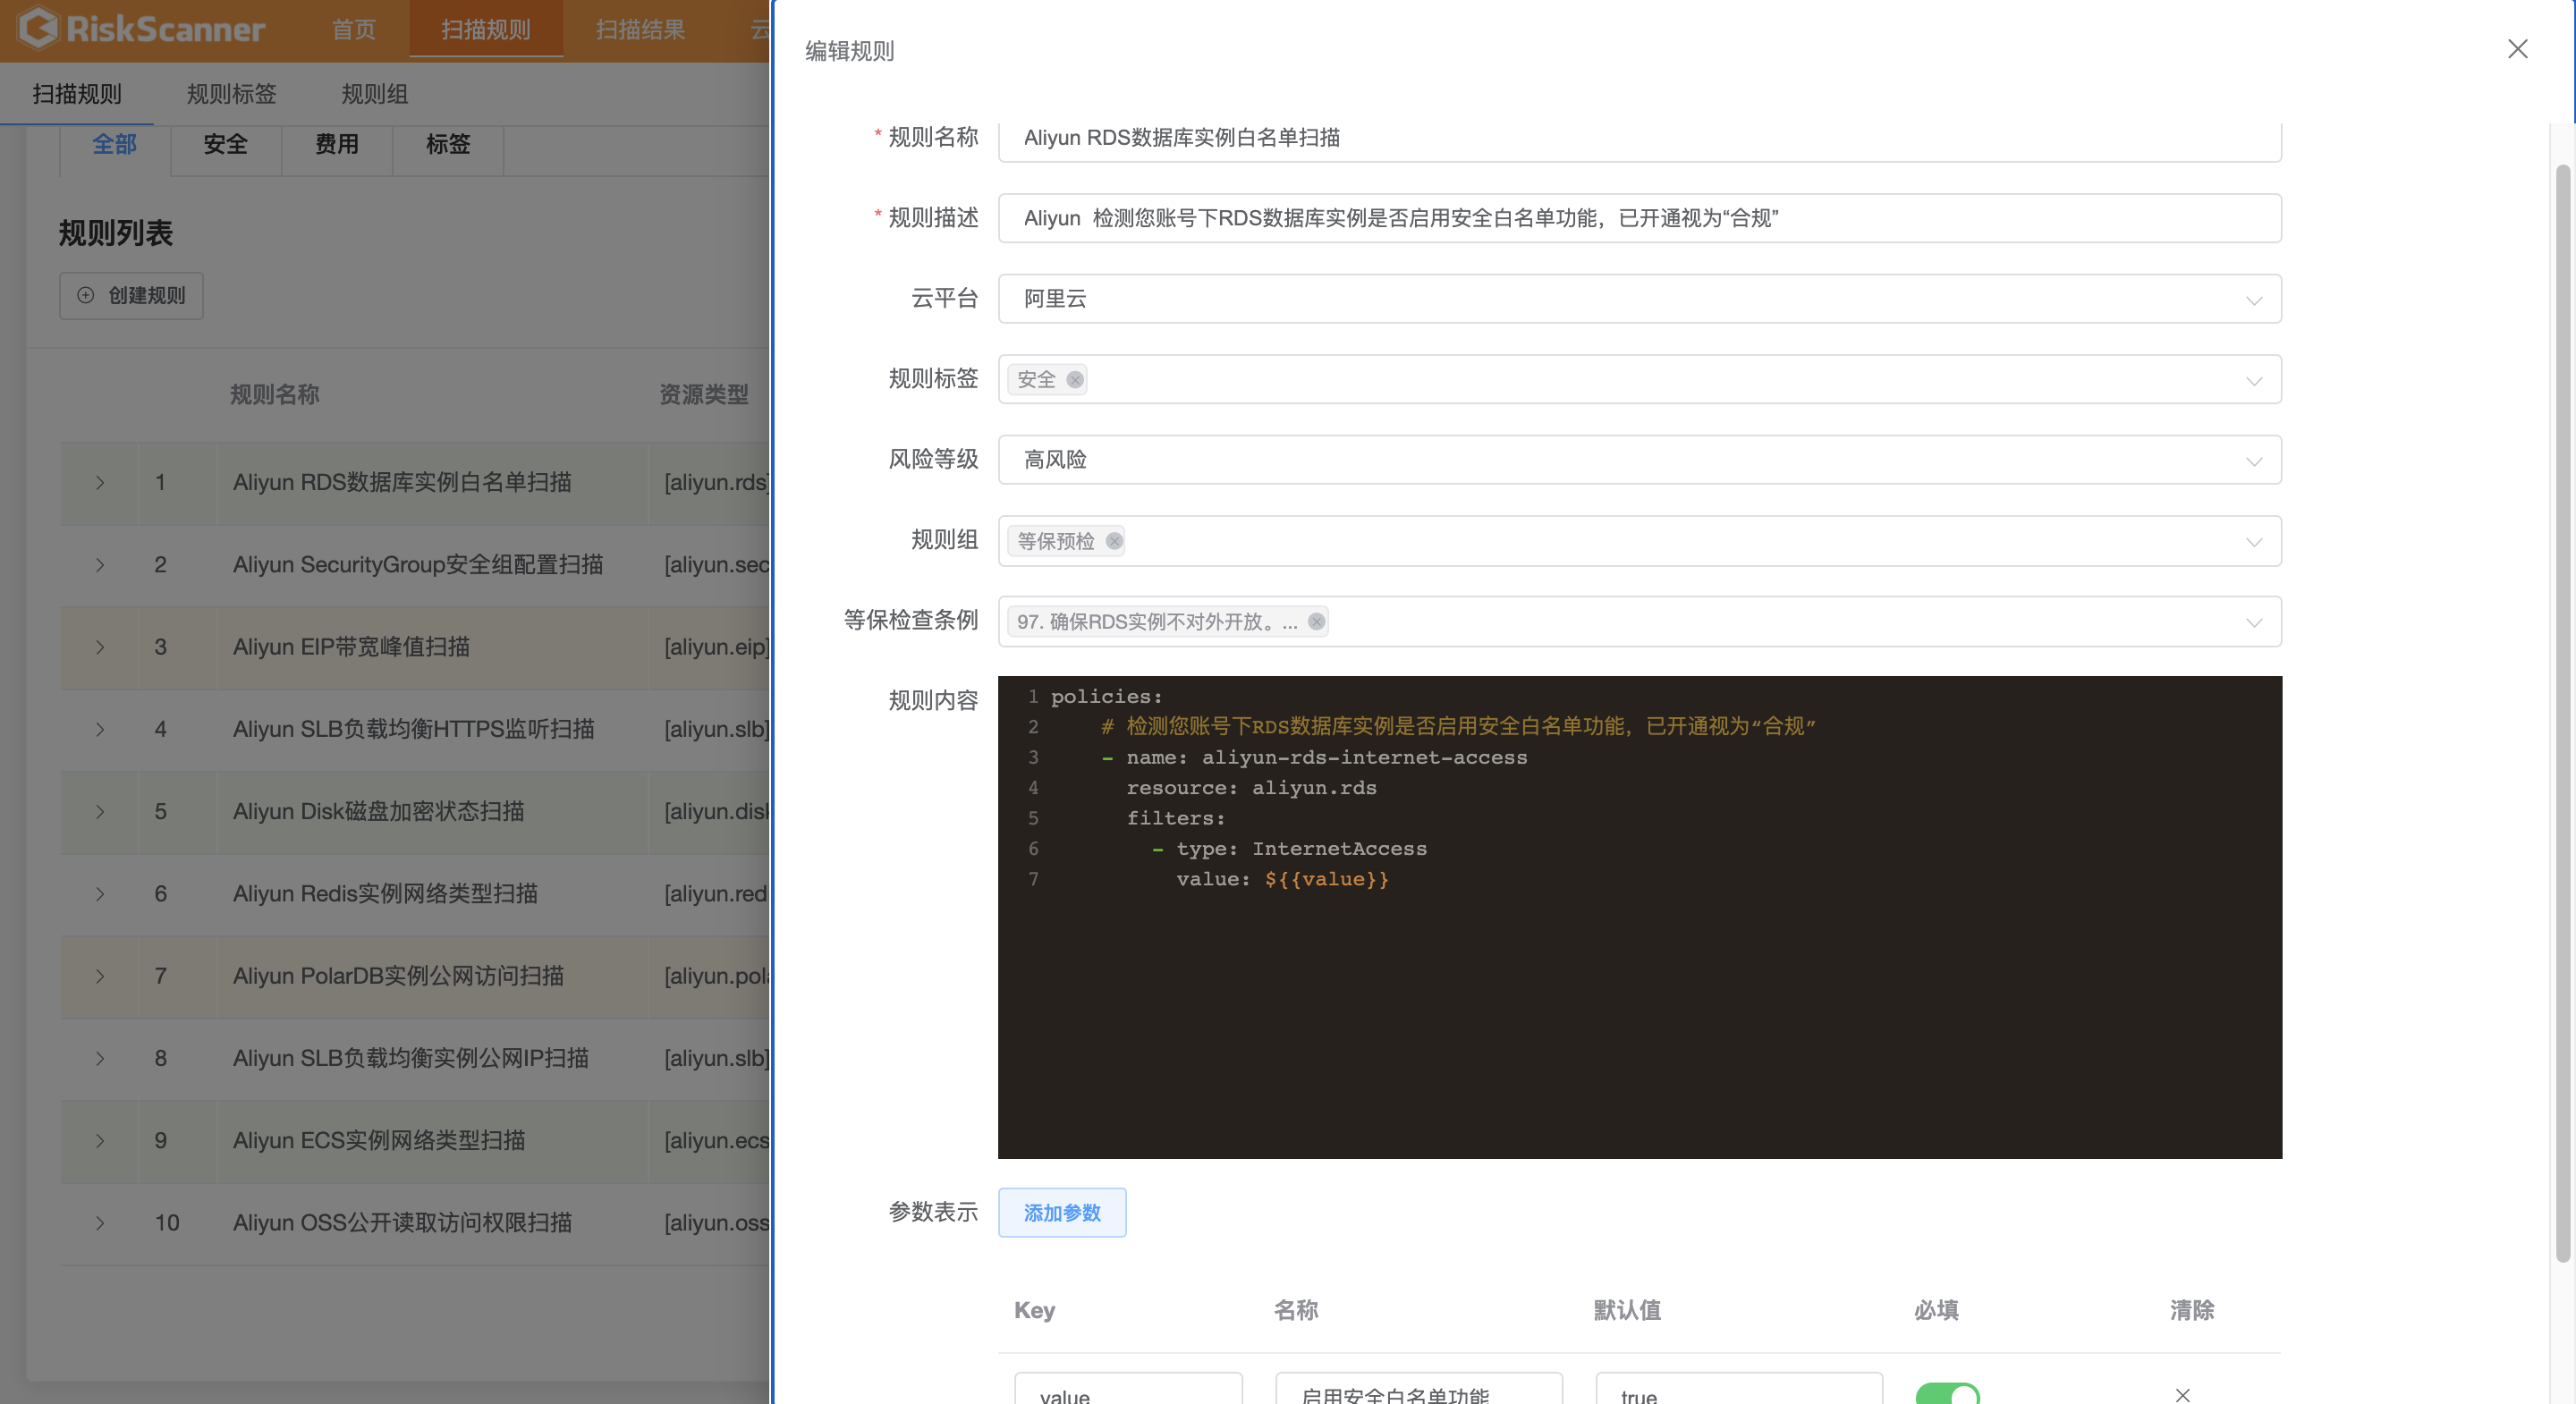 RiskScanner 首页 扫描规则 扫描结果 云
扫描规则 规则标签 规则组
全部 安全 费用 标签
规则列表
创建规则
规则名称 资源类型
1 Aliyun RDS数据库实例白名单扫描 [aliyun.rds]
2 Aliyun SecurityGroup安全组配置扫描 [aliyun.sec
3 Aliyun EIP带宽峰值扫描 [aliyun.eip]
4 Aliyun SLB负载均衡HTTPS监听扫描 [aliyun.slb]
5 Aliyun Disk磁盘加密状态扫描 [aliyun.disk
6 Aliyun Redis实例网络类型扫描 [aliyun.red
7 Aliyun PolarDB实例公网访问扫描 [aliyun.pola
8 Aliyun SLB负载均衡实例公网IP扫描 [aliyun.slb]
9 Aliyun ECS实例网络类型扫描 [aliyun.ecs
10 Aliyun OSS公开读取访问权限扫描 [aliyun.oss
编辑规则
* 规则名称 Aliyun RDS数据库实例白名单扫描
* 规则描述 Aliyun 检测您账号下RDS数据库实例是否启用安全白名单功能，已开通视为“合规”
云平台 阿里云
规则标签 安全
风险等级 高风险
规则组 等保预检
等保检查条例 97. 确保RDS实例不对外开放。...
规则内容
1 policies:
2 # 检测您账号下RDS数据库实例是否启用安全白名单功能，已开通视为“合规”
3 - name: aliyun-rds-internet-access
4 resource: aliyun.rds
5 filters:
6 - type: InternetAccess
7 value: ${{value}}
参数表示 添加参数
Key 名称 默认值 必填 清除
value 启用安全白名单功能 true